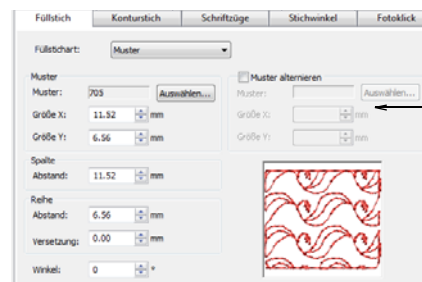 Füllstich Konturstich Schriftzüge Stichwinkel Fotoklick
Füllstichart: Muster
Muster
Muster: 705 Auswählen...
Größe X: 11.52 mm
Größe Y: 6.56 mm
Muster alternieren
Muster: Auswählen...
Größe X: mm
Größe Y: mm
Spalte
Abstand: 11.52 mm
Reihe
Abstand: 6.56 mm
Versetzung: 0.00 mm
Winkel: 0 °